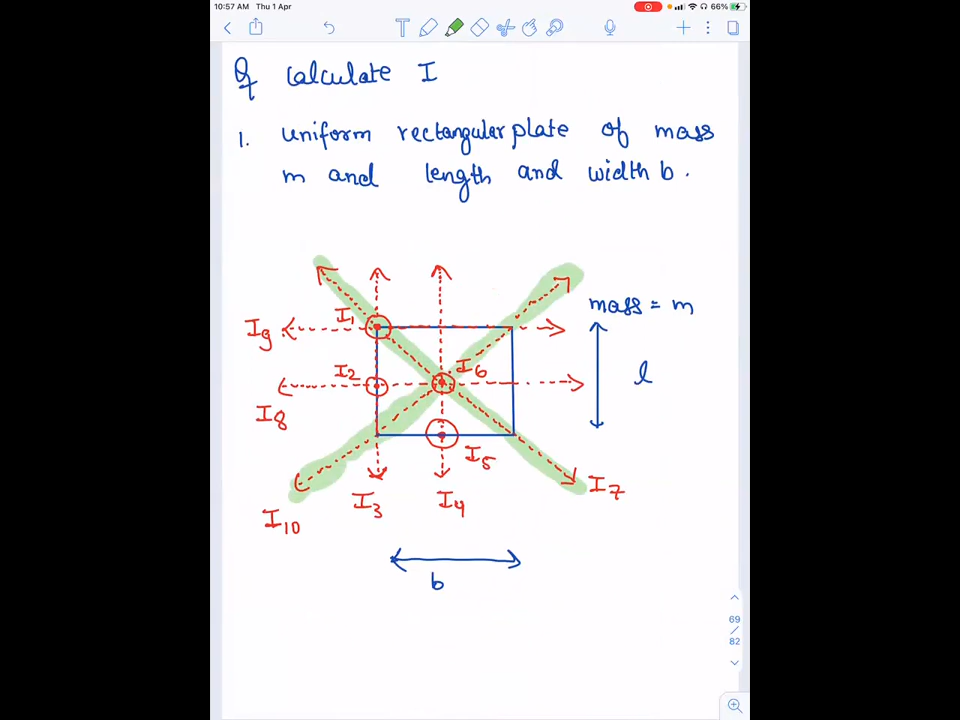 10:57 AM Thu 1 Apr
66%
Q calculate I
1. uniform rectangular plate of mass
m and length and width b.
mass = m
I1
I9
I2
I6
l
I8
I5
I7
I3
I4
I10
b
69
/
82